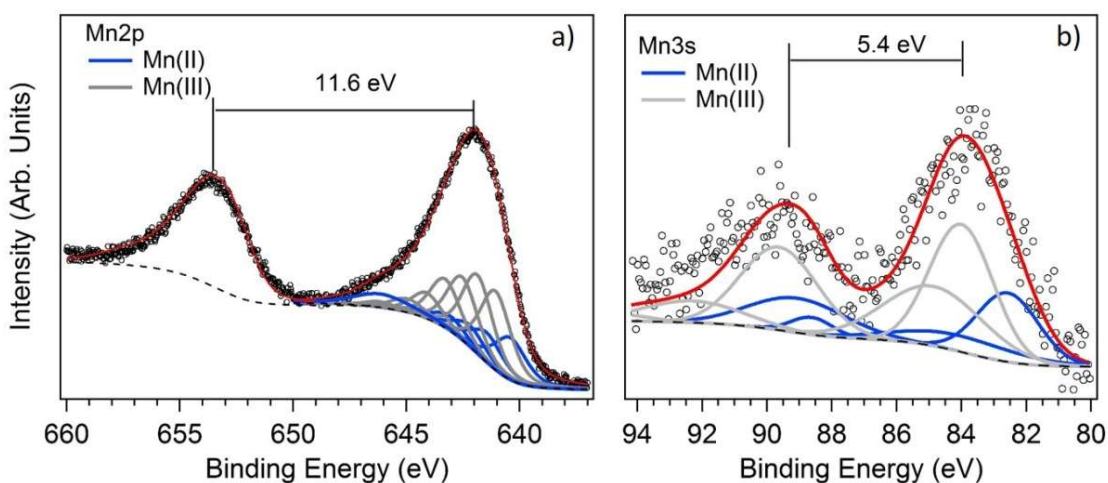 Mn2p
a)
Mn(II)
Mn(III)
11.6 eV
Intensity (Arb. Units)
660 655 650 645 640
Binding Energy (eV)
Mn3s
b)
5.4 eV
Mn(II)
Mn(III)
94 92 90 88 86 84 82 80
Binding Energy (eV)